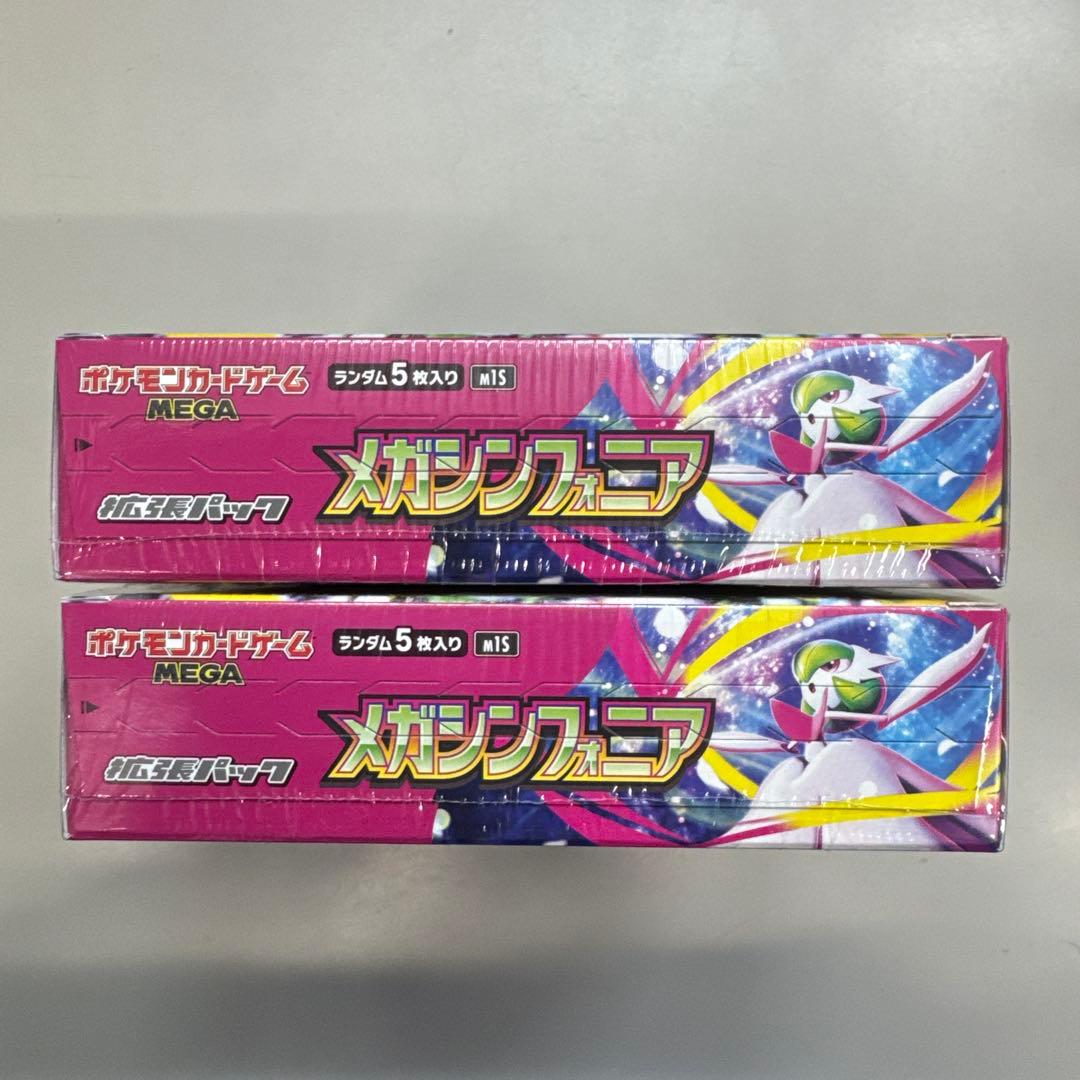 ポケモンカードゲーム
MEGA
ランダム5枚入り M1S
メガシンフォニア
拡張パック
ポケモンカードゲーム
MEGA
ランダム5枚入り M1S
メガシンフォニア
拡張パック